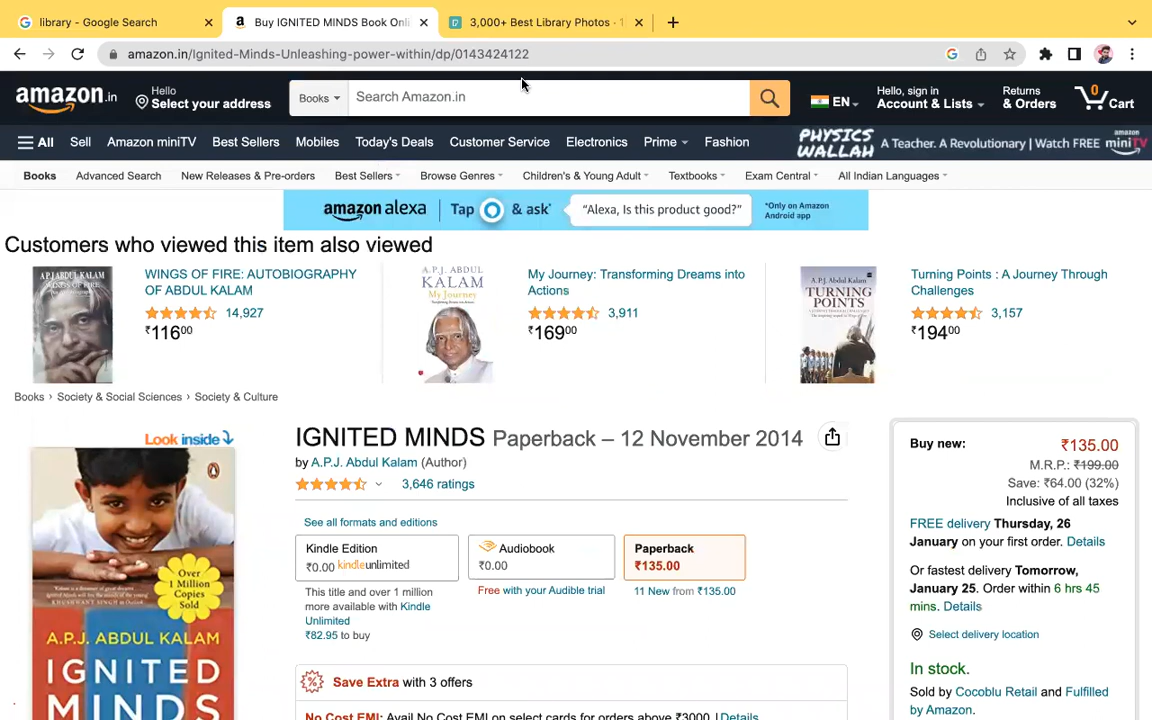 library - Google Search
Buy IGNITED MINDS Book Onli
3,000+ Best Library Photos · 1
amazon.in/Ignited-Minds-Unleashing-power-within/dp/0143424122
amazon.in
Hello
Select your address
Books
Search Amazon.in
EN
Hello, sign in
Account & Lists
Returns
& Orders
0
Cart
All
Sell
Amazon miniTV
Best Sellers
Mobiles
Today's Deals
Customer Service
Electronics
Prime
Fashion
PHYSICS
WALLAH
A Teacher. A Revolutionary | Watch FREE
amazon
miniTV
Books
Advanced Search
New Releases & Pre-orders
Best Sellers
Browse Genres
Children's & Young Adult
Textbooks
Exam Central
All Indian Languages
amazon alexa
Tap & ask*
“Alexa, Is this product good?”
*Only on Amazon
Android app
Customers who viewed this item also viewed
A.P.J. ABDUL KALAM
WINGS OF FIRE
WINGS OF FIRE: AUTOBIOGRAPHY
OF ABDUL KALAM
14,927
₹11600
A.P.J. ABDUL
KALAM
My Journey
My Journey: Transforming Dreams into
Actions
3,911
₹16900
A.P.J. Abdul Kalam
TURNING
POINTS
Turning Points : A Journey Through
Challenges
3,157
₹19400
Books › Society & Social Sciences › Society & Culture
Look inside
Over
1 Million
Copies
Sold
A.P.J. ABDUL KALAM
IGNITED
MINDS
IGNITED MINDS Paperback – 12 November 2014
by A.P.J. Abdul Kalam (Author)
3,646 ratings
See all formats and editions
Kindle Edition
₹0.00 kindleunlimited
This title and over 1 million
more available with Kindle
Unlimited
₹82.95 to buy
Audiobook
₹0.00
Free with your Audible trial
Paperback
₹135.00
11 New from ₹135.00
Save Extra with 3 offers
No Cost EMI: Avail No Cost EMI on select cards for orders above ₹3000 | Details
Buy new:
₹135.00
M.R.P.: ₹199.00
Save: ₹64.00 (32%)
Inclusive of all taxes
FREE delivery Thursday, 26
January on your first order. Details
Or fastest delivery Tomorrow,
January 25. Order within 6 hrs 45
mins. Details
Select delivery location
In stock.
Sold by Cocoblu Retail and Fulfilled
by Amazon.